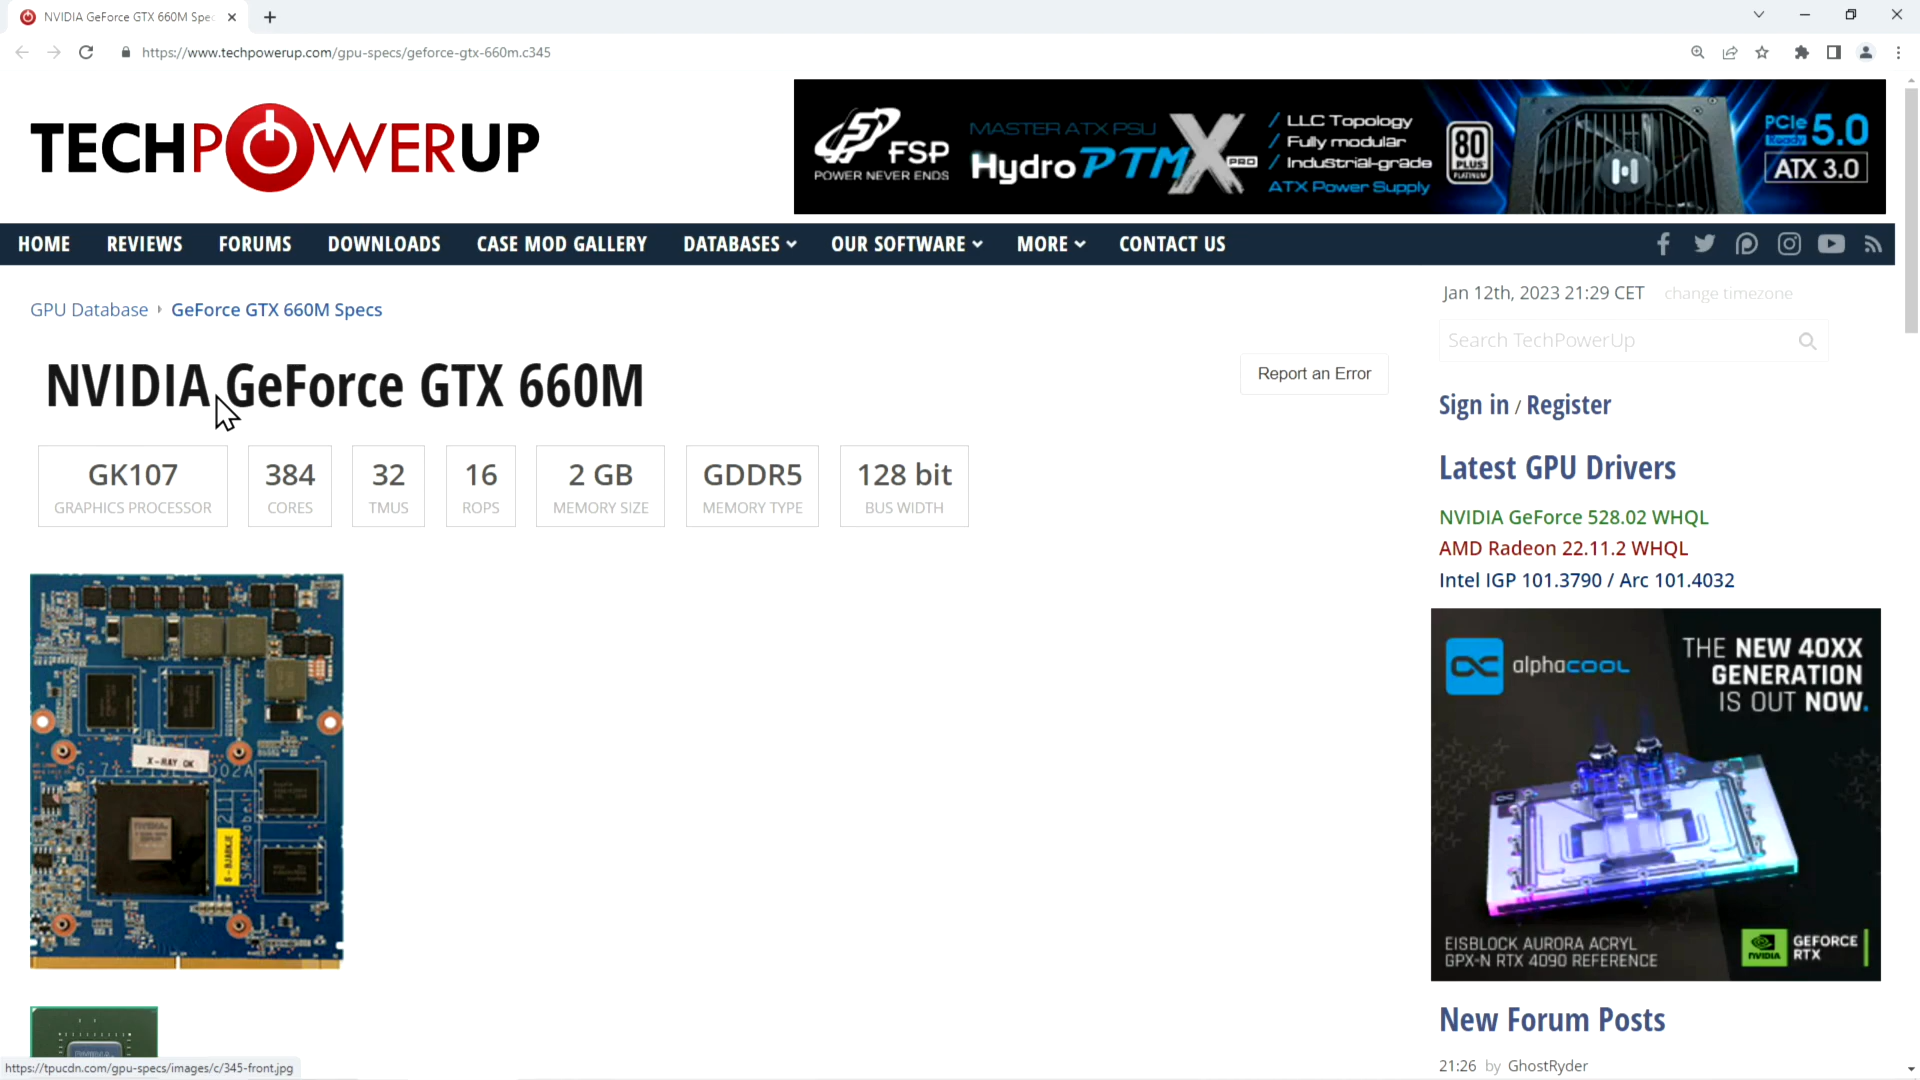 NVIDIA GeForce GTX 660M Spec
https://www.techpowerup.com/gpu-specs/geforce-gtx-660m.c345
TECHPOWERUP
FSP
POWER NEVER ENDS
MASTER ATX PSU
Hydro PTM X PRO
/ LLC Topology
/ Fully modular
/ Industrial-grade
ATX Power Supply
80
PLUS
PLATINUM
PCIe
Ready
5.0
ATX 3.0
HOME REVIEWS FORUMS DOWNLOADS CASE MOD GALLERY DATABASES OUR SOFTWARE MORE CONTACT US
GPU Database GeForce GTX 660M Specs
Jan 12th, 2023 21:29 CET change timezone
Search TechPowerUp
NVIDIA GeForce GTX 660M
Report an Error
Sign in / Register
GK107 384 32 16 2 GB GDDR5 128 bit
GRAPHICS PROCESSOR CORES TMUS ROPS MEMORY SIZE MEMORY TYPE BUS WIDTH
Latest GPU Drivers
NVIDIA GeForce 528.02 WHQL
AMD Radeon 22.11.2 WHQL
Intel IGP 101.3790 / Arc 101.4032
X-RAY OK
alphacool
THE NEW 40XX
GENERATION
IS OUT NOW.
EISBLOCK AURORA ACRYL
GPX-N RTX 4090 REFERENCE
NVIDIA
GEFORCE
RTX
New Forum Posts
21:26 by GhostRyder
https://tpucdn.com/gpu-specs/images/c/345-front.jpg